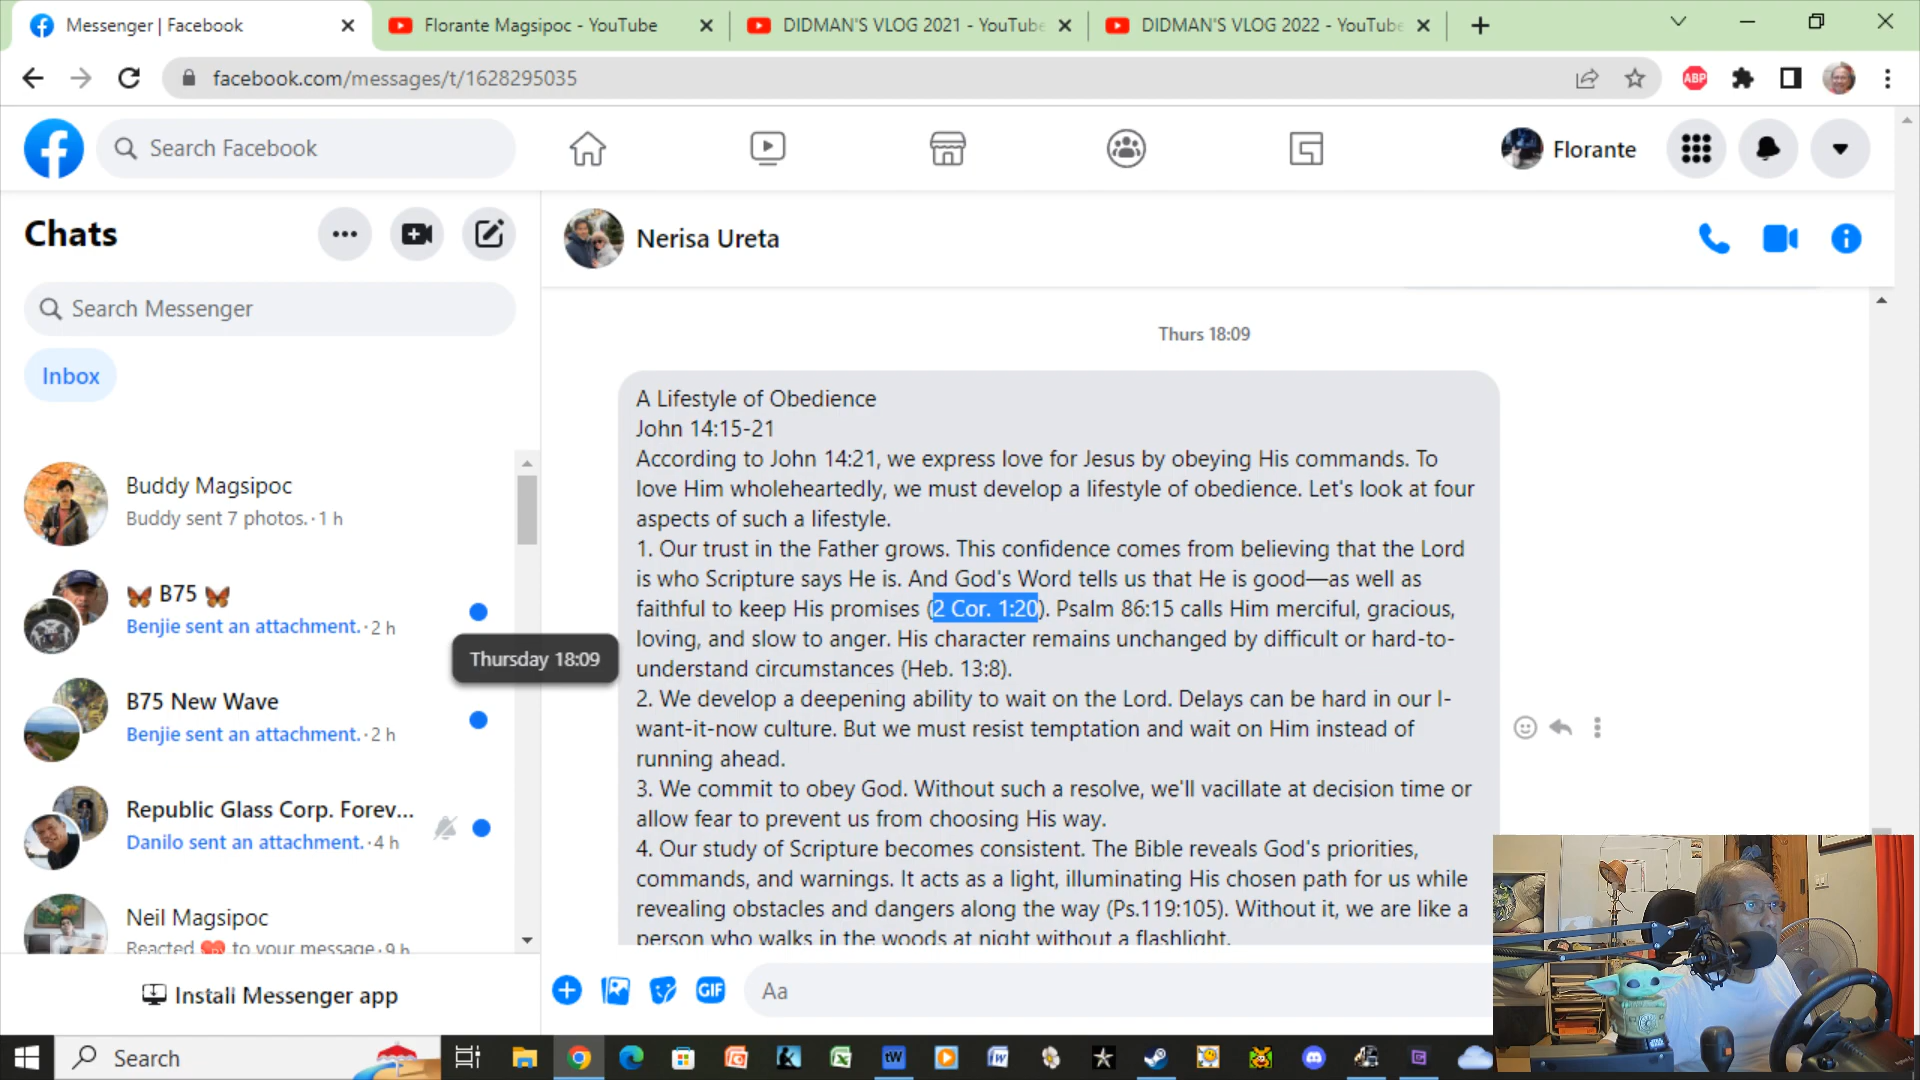 Messenger | Facebook
Florante Magsipoc - YouTube
DIDMAN'S VLOG 2021 - YouTube
DIDMAN'S VLOG 2022 - YouTube
facebook.com/messages/t/1628295035
ABP
Search Facebook
Florante
Chats
Nerisa Ureta
Search Messenger
Inbox
Thurs 18:09
Buddy Magsipoc
Buddy sent 7 photos. · 1 h
B75
Benjie sent an attachment. · 2 h
Thursday 18:09
B75 New Wave
Benjie sent an attachment. · 2 h
Republic Glass Corp. Forev...
Danilo sent an attachment. · 4 h
Neil Magsipoc
Reacted ❤️ to your message · 9 h
Install Messenger app
A Lifestyle of Obedience
John 14:15-21
According to John 14:21, we express love for Jesus by obeying His commands. To
love Him wholeheartedly, we must develop a lifestyle of obedience. Let's look at four
aspects of such a lifestyle.
1. Our trust in the Father grows. This confidence comes from believing that the Lord
is who Scripture says He is. And God's Word tells us that He is good—as well as
faithful to keep His promises (2 Cor. 1:20). Psalm 86:15 calls Him merciful, gracious,
loving, and slow to anger. His character remains unchanged by difficult or hard-to-
understand circumstances (Heb. 13:8).
2. We develop a deepening ability to wait on the Lord. Delays can be hard in our I-
want-it-now culture. But we must resist temptation and wait on Him instead of
running ahead.
3. We commit to obey God. Without such a resolve, we'll vacillate at decision time or
allow fear to prevent us from choosing His way.
4. Our study of Scripture becomes consistent. The Bible reveals God's priorities,
commands, and warnings. It acts as a light, illuminating His chosen path for us while
revealing obstacles and dangers along the way (Ps.119:105). Without it, we are like a
person who walks in the woods at night without a flashlight.
GIF
Aa
Search
tW